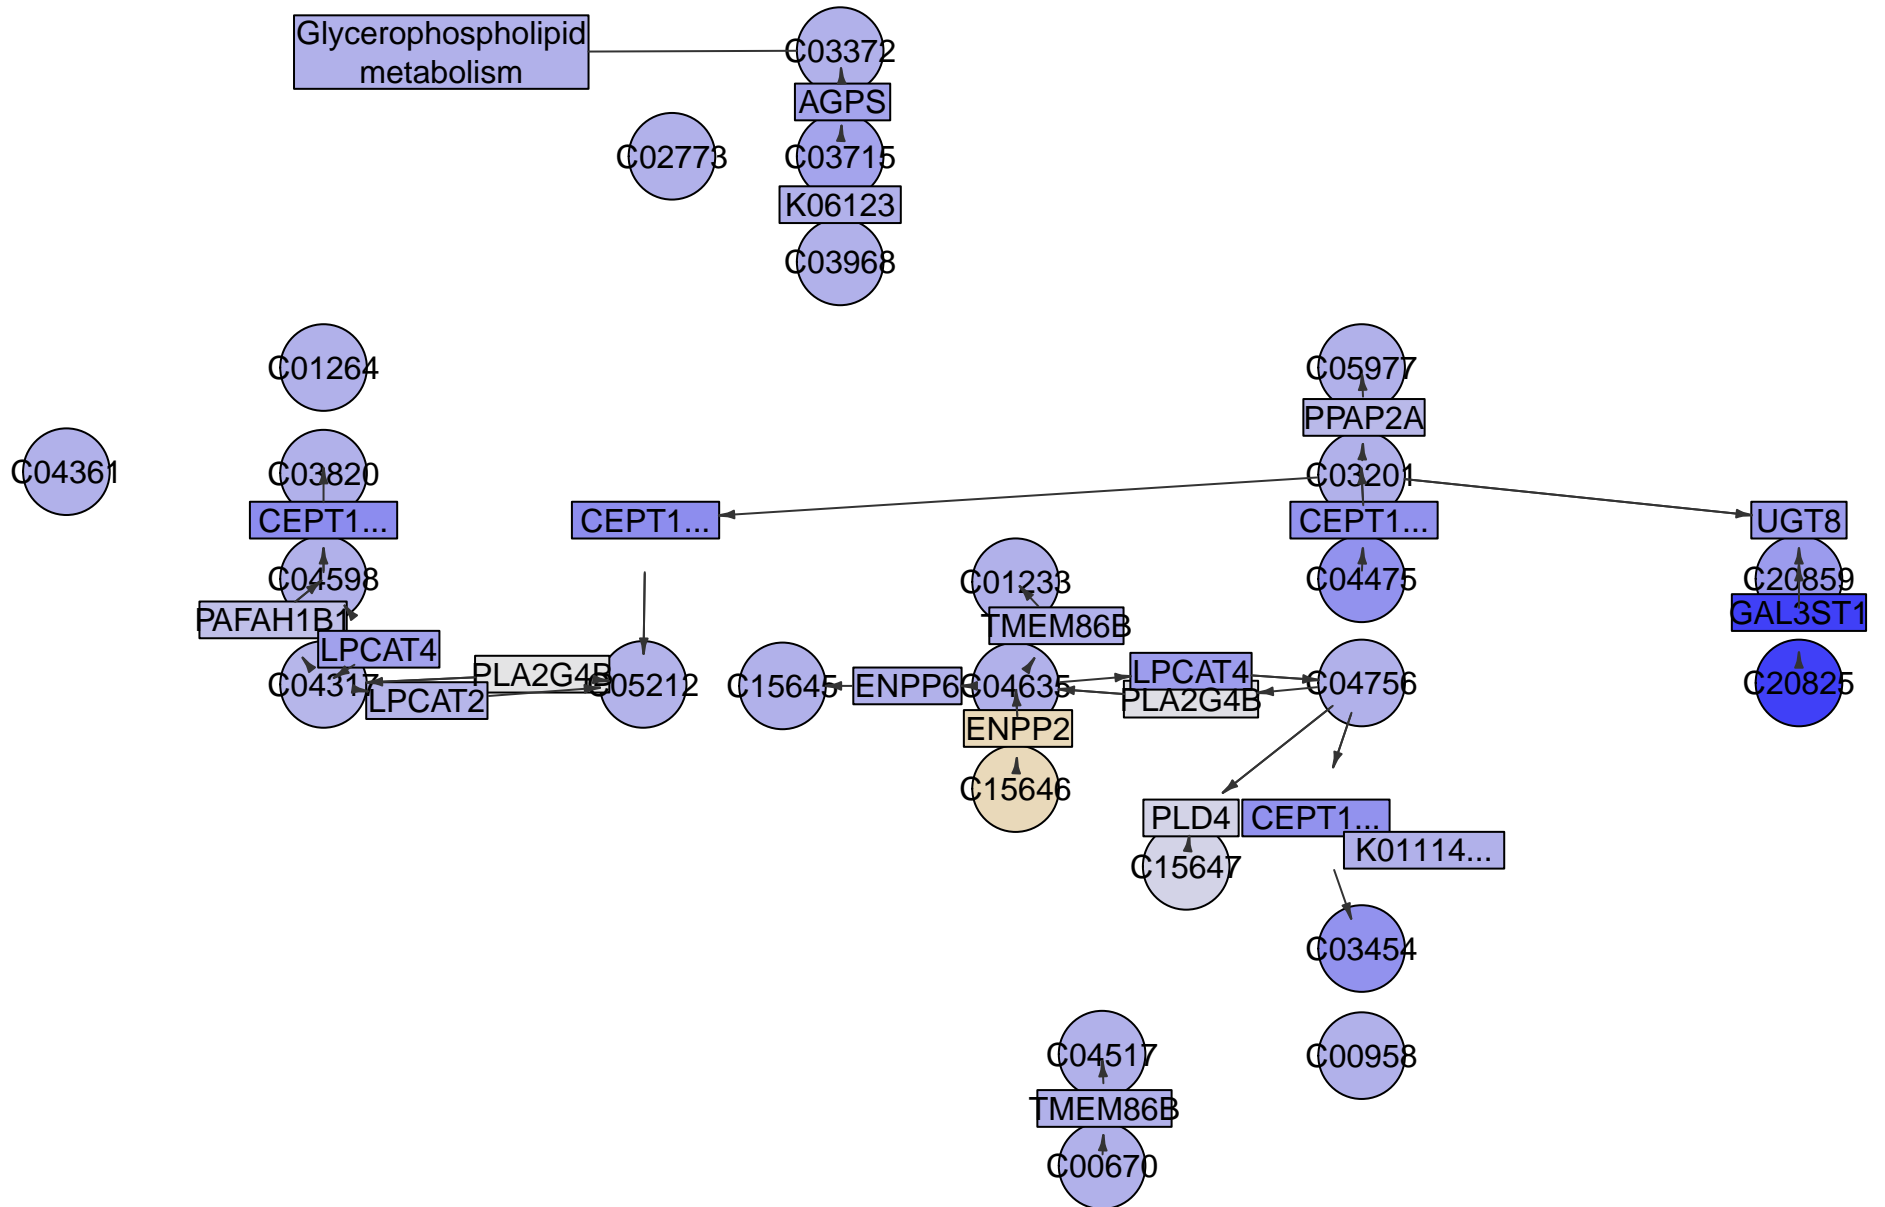 Glycerophospholipid
metabolism
C03372
AGPS
C02773
C03715
K06123
C03968
C01264
C05977
PPAP2A
C04361
C03820
C03201
CEPT1...
CEPT1...
CEPT1...
UGT8
C04598
C01233
C04475
C20859
PAFAH1B1
TMEM86B
GAL3ST1
LPCAT4
C04317
PLA2G4B
LPCAT2
C05212
C15645
ENPP6
C04635
LPCAT4
PLA2G4B
C04756
C20825
ENPP2
C15646
PLD4
CEPT1...
K01114...
C15647
C03454
C04517
C00958
TMEM86B
C00670